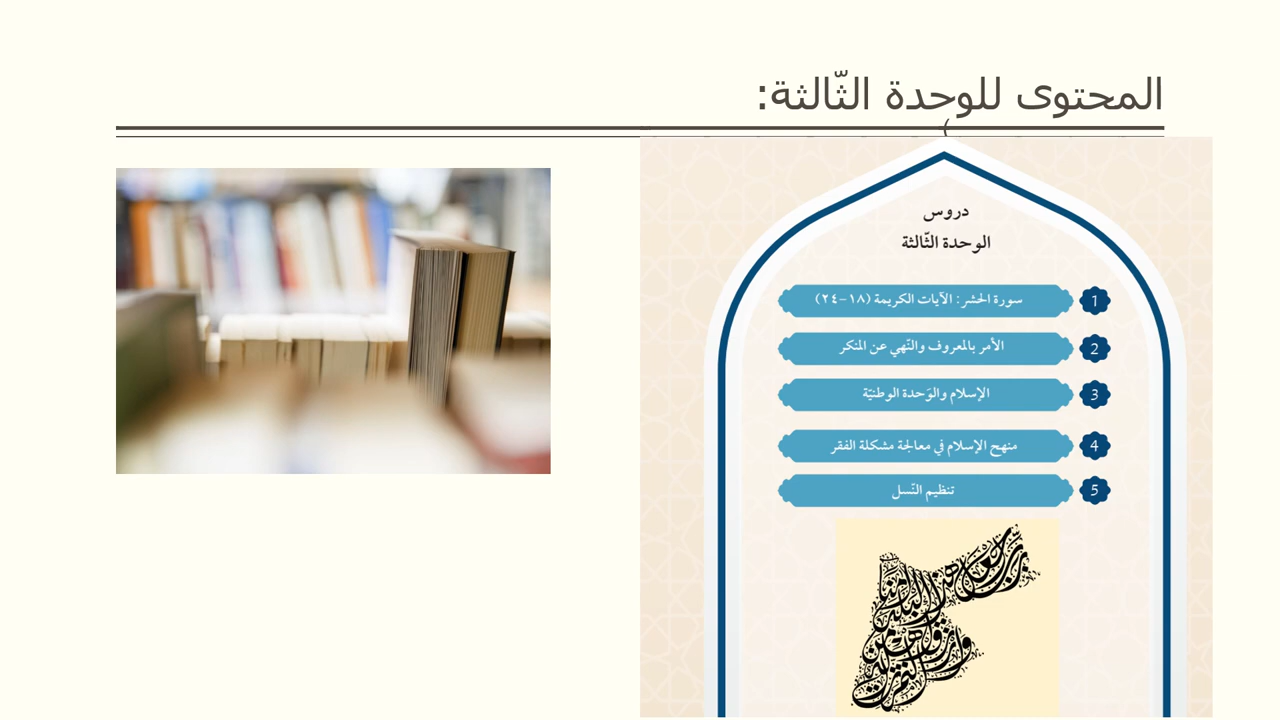 المحتوى للوحدة الثّالثة:
)
دروس
الوحدة الثّالثة
1 سورة الحشر: الآيات الكريمة (١٨-٢٤)
2 الأمر بالمعروف والنّهي عن المنكر
3 الإسلام والوَحدة الوطنيّة
4 منهج الإسلام في معالجة مشكلة الفقر
5 تنظيم النّسل